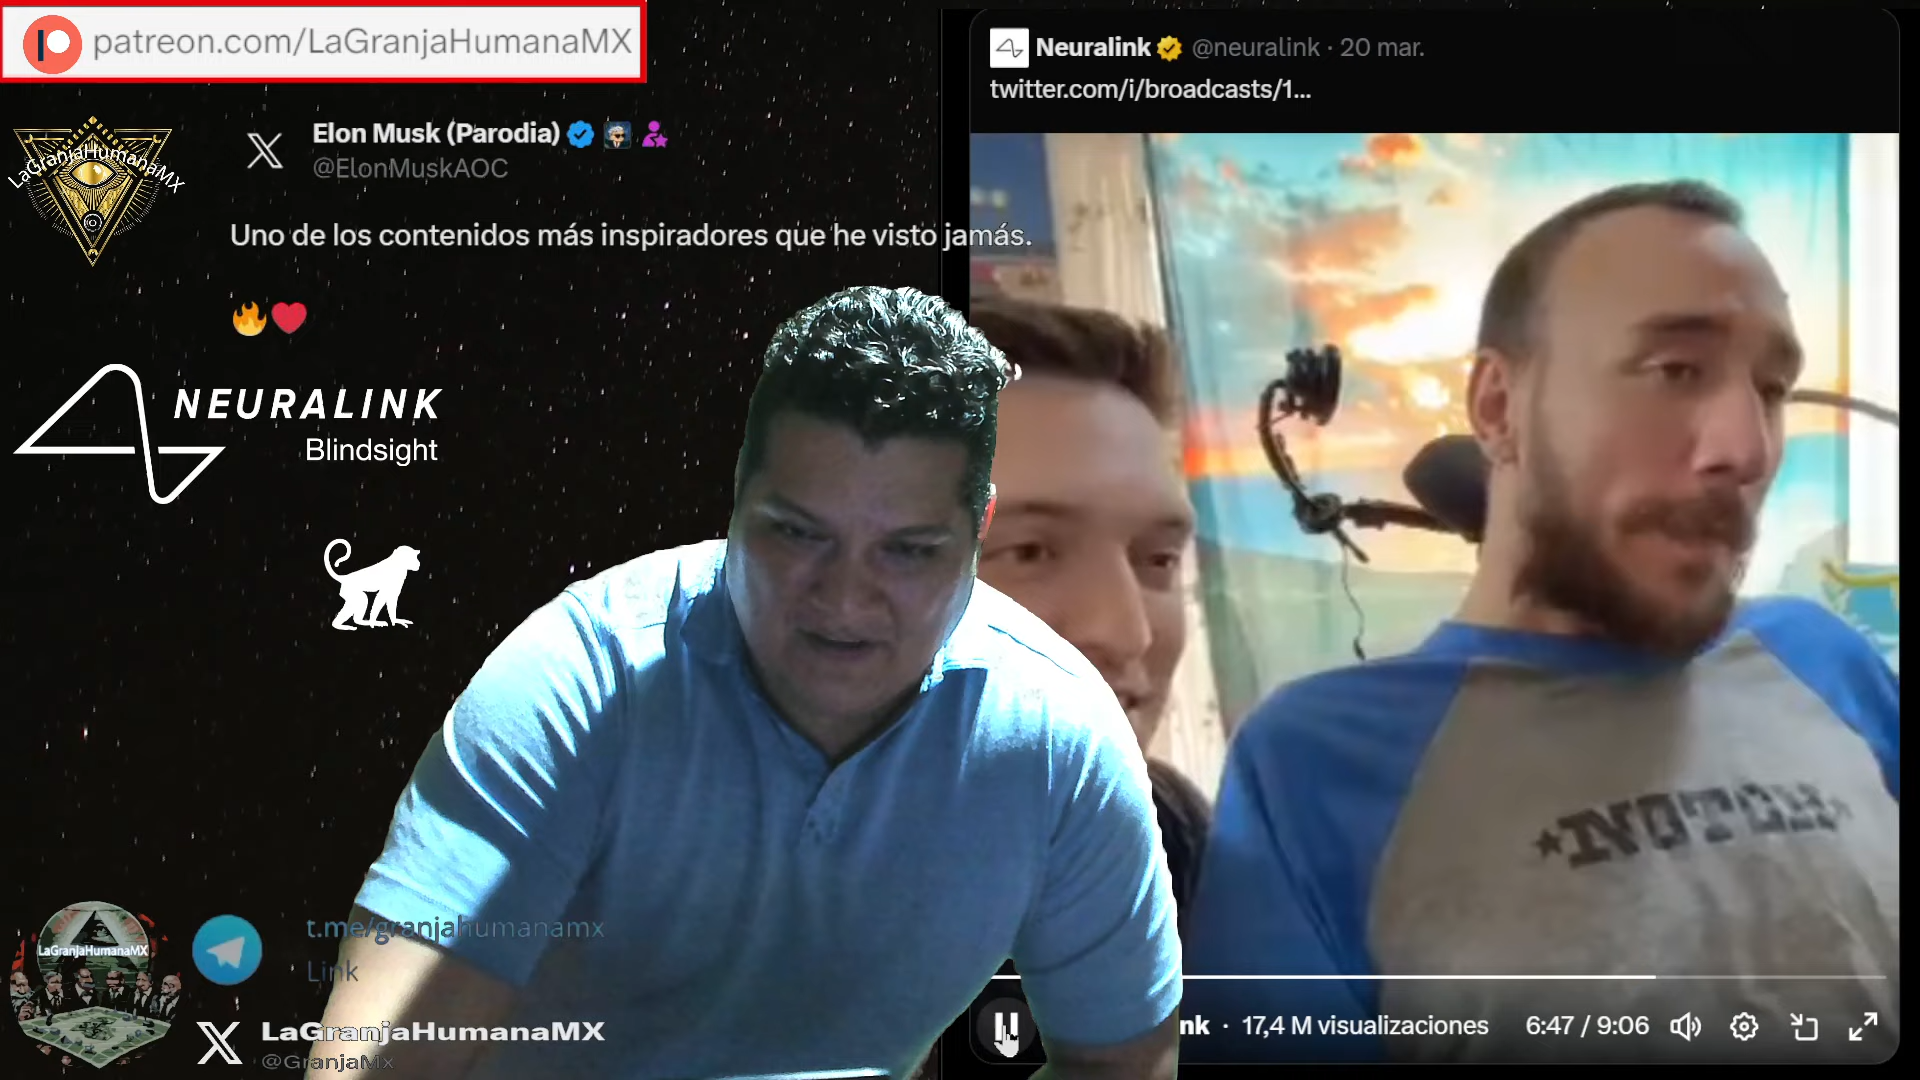 patreon.com/LaGranjaHumanaMX
LaGranjaHumanaMX
Elon Musk (Parodia)
@ElonMuskAOC
Uno de los contenidos más inspiradores que he visto jamás.
NEURALINK
Blindsight
LaGranjaHumanaMX
t.me/granjahumanamx
Link
LaGranjaHumanaMX
@GranjaMx
Neuralink @neuralink · 20 mar.
twitter.com/i/broadcasts/1...
NOTCH
nk · 17,4 M visualizaciones 6:47 / 9:06